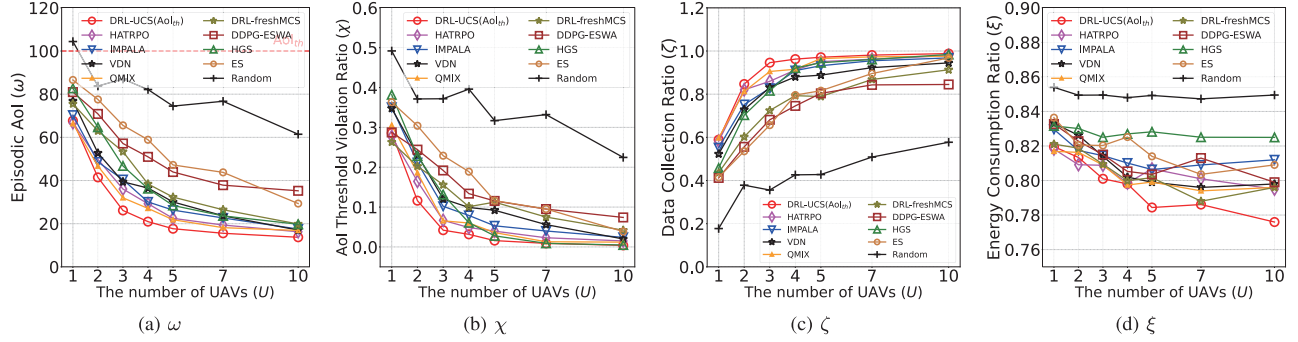 Episodic AoI (ω)
120
100
80
60
40
20
0
1 2 3 4 5 7 10
The number of UAVs (U)
DRL-UCS(AoI_th)
HATRPO
IMPALA
VDN
QMIX
DRL-freshMCS
DDPG-ESWA
HGS
ES
Random
AoI_th
(a) ω
AoI Threshold Violation Ratio (χ)
0.6
0.5
0.4
0.3
0.2
0.1
0.0
1 2 3 4 5 7 10
The number of UAVs (U)
DRL-UCS(AoI_th)
HATRPO
IMPALA
VDN
QMIX
DRL-freshMCS
DDPG-ESWA
HGS
ES
Random
(b) χ
Data Collection Ratio (ζ)
1.2
1.0
0.8
0.6
0.4
0.2
0.0
1 2 3 4 5 7 10
The number of UAVs (U)
DRL-UCS(AoI_th)
HATRPO
IMPALA
VDN
QMIX
DRL-freshMCS
DDPG-ESWA
HGS
ES
Random
(c) ζ
Energy Consumption Ratio (ξ)
0.90
0.88
0.86
0.84
0.82
0.80
0.78
0.76
1 2 3 4 5 7 10
The number of UAVs (U)
DRL-UCS(AoI_th)
HATRPO
IMPALA
VDN
QMIX
DRL-freshMCS
DDPG-ESWA
HGS
ES
Random
(d) ξ